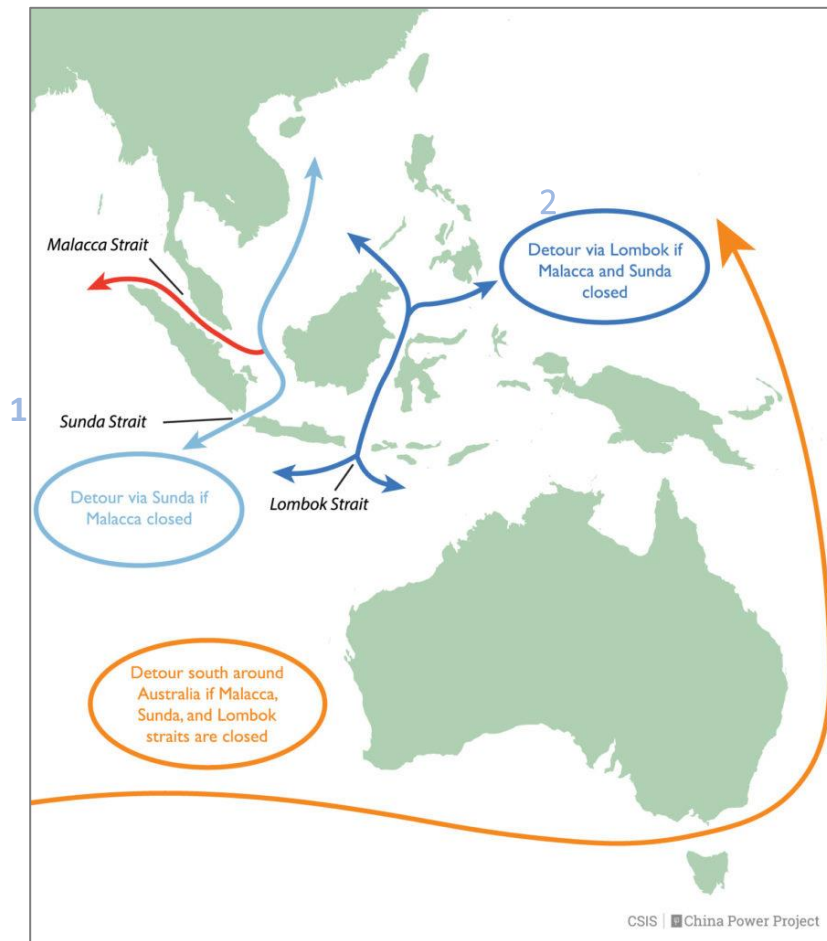 2
Detour via Lombok if
Malacca and Sunda
closed
Malacca Strait
1
Sunda Strait
Detour via Sunda if
Malacca closed
Lombok Strait
Detour south around
Australia if Malacca,
Sunda, and Lombok
straits are closed
CSIS | China Power Project